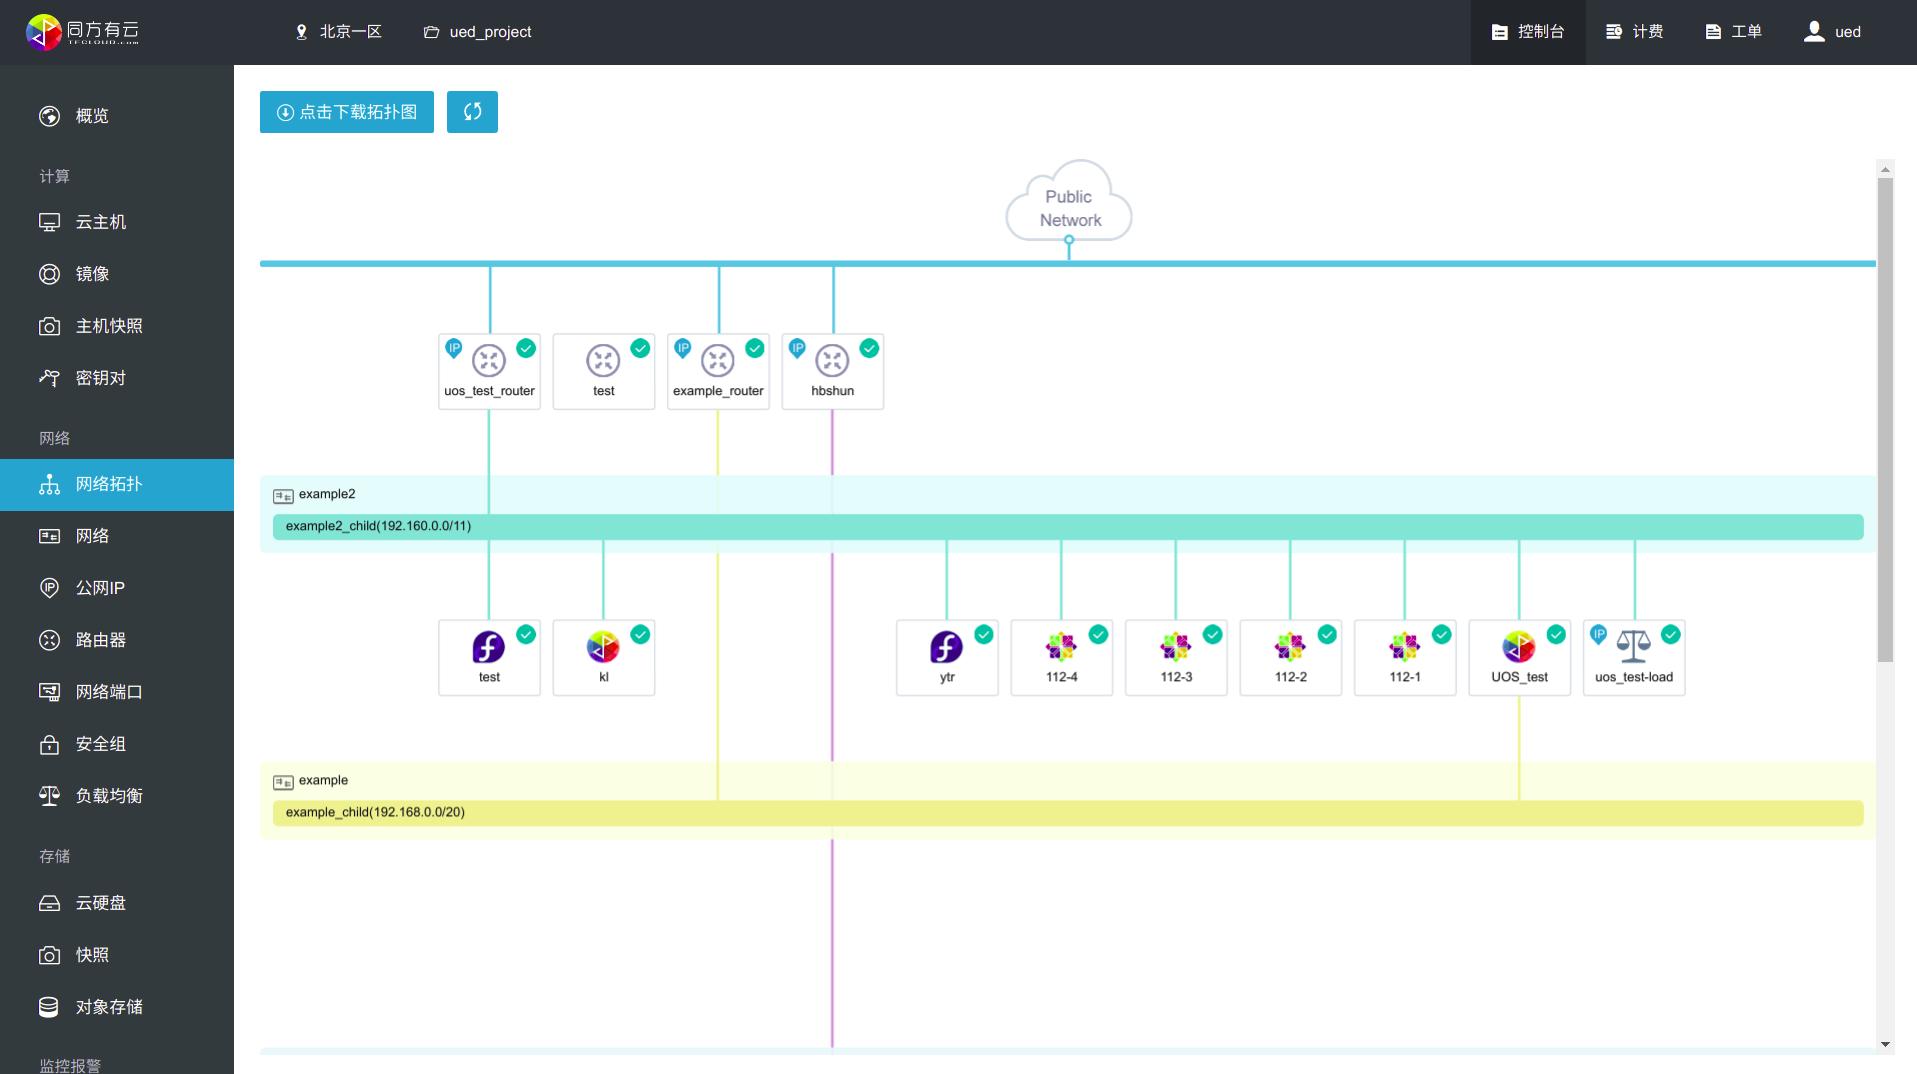 同方有云
TFCLOUD.com
北京一区
ued_project
控制台
计费
工单
ued
概览
计算
云主机
镜像
主机快照
密钥对
网络
网络拓扑
网络
公网IP
路由器
网络端口
安全组
负载均衡
存储
云硬盘
快照
对象存储
监控报警
点击下载拓扑图
Public
Network
IP
uos_test_router
test
IP
example_router
IP
hbshun
example2
example2_child(192.160.0.0/11)
test
kl
ytr
112-4
112-3
112-2
112-1
UOS_test
IP
uos_test-load
example
example_child(192.168.0.0/20)